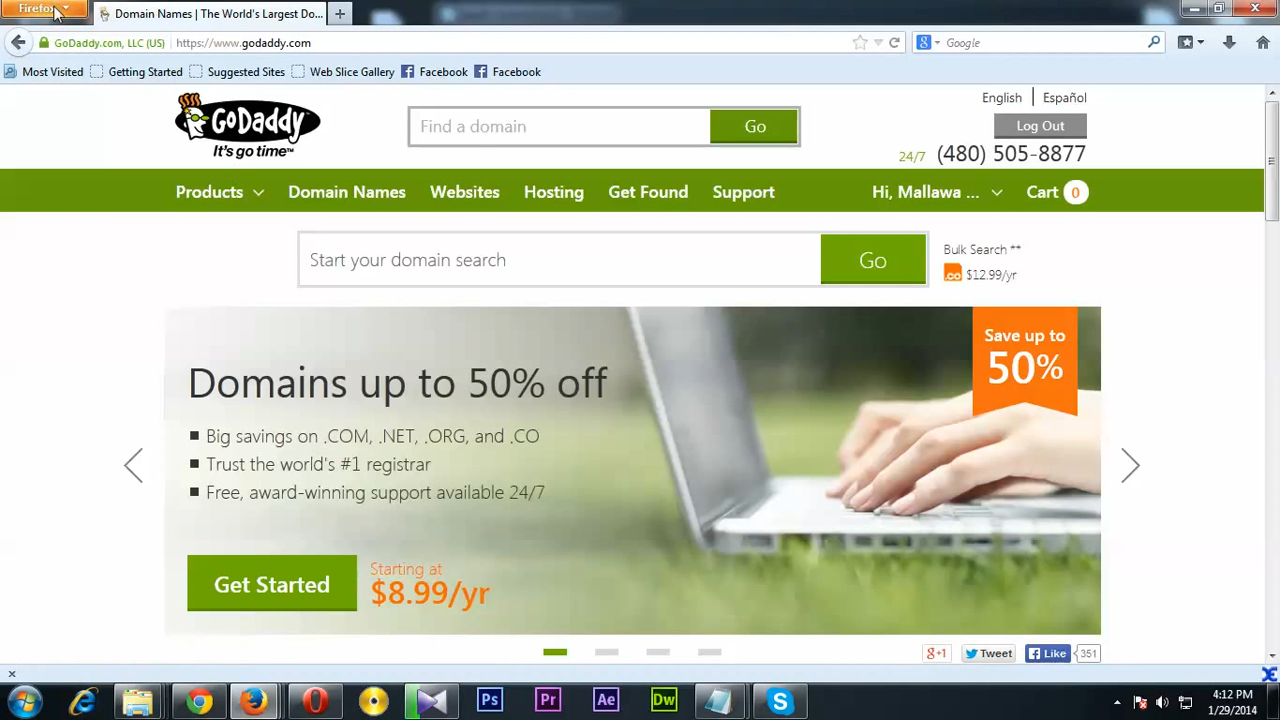 Firefox
Domain Names | The World's Largest Do...
GoDaddy.com, LLC (US)
https://www.godaddy.com
Google
Most Visited
Getting Started
Suggested Sites
Web Slice Gallery
Facebook
Facebook
GoDaddy
It's go time™
Find a domain
Go
English
Español
Log Out
24/7 (480) 505-8877
Products
Domain Names
Websites
Hosting
Get Found
Support
Hi, Mallawa ...
Cart 0
Start your domain search
Go
Bulk Search **
.co $12.99/yr
Save up to
50%
Domains up to 50% off
Big savings on .COM, .NET, .ORG, and .CO
Trust the world's #1 registrar
Free, award-winning support available 24/7
Get Started
Starting at
$8.99/yr
+1
Tweet
Like
351
Ps
Pr
Ae
Dw
4:12 PM
1/29/2014